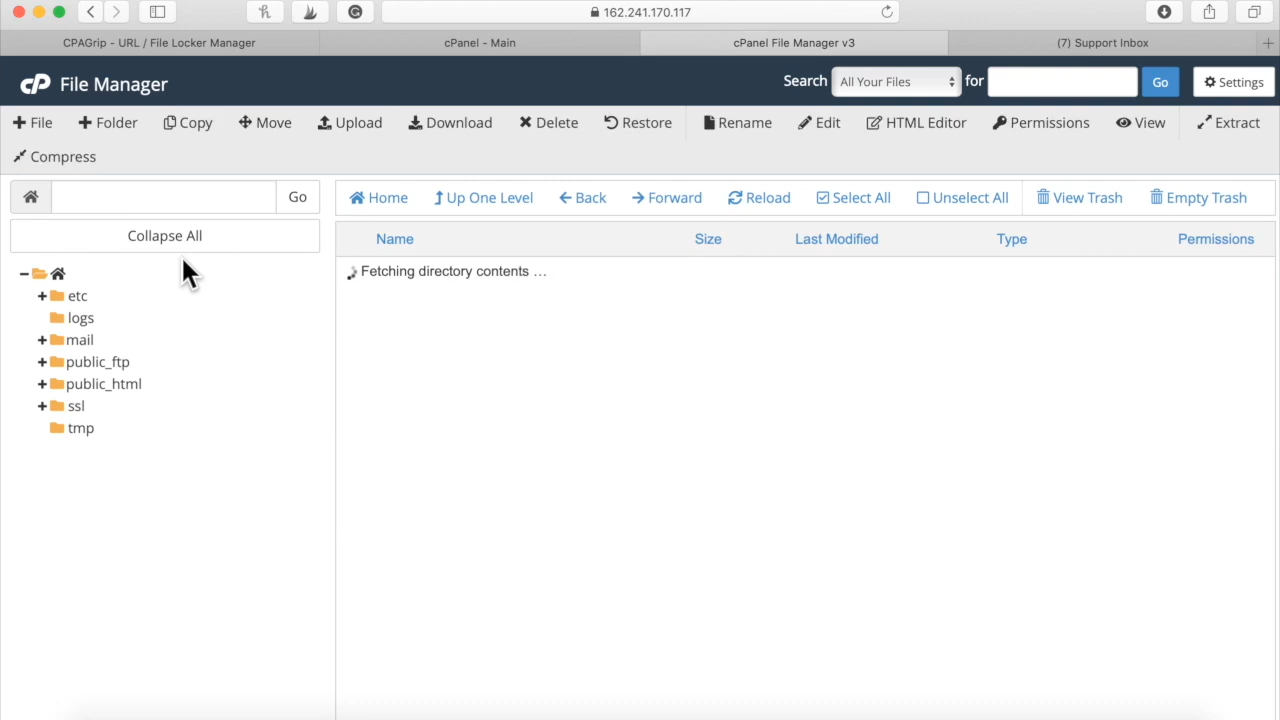 162.241.170.117
CPAGrip - URL / File Locker Manager cPanel - Main cPanel File Manager v3 (7) Support Inbox
cP File Manager Search All Your Files for Go Settings
File Folder Copy Move Upload Download Delete Restore Rename Edit HTML Editor Permissions View Extract
Compress
Go Home Up One Level Back Forward Reload Select All Unselect All View Trash Empty Trash
Collapse All
Name Size Last Modified Type Permissions
Fetching directory contents ...
etc
logs
mail
public_ftp
public_html
ssl
tmp